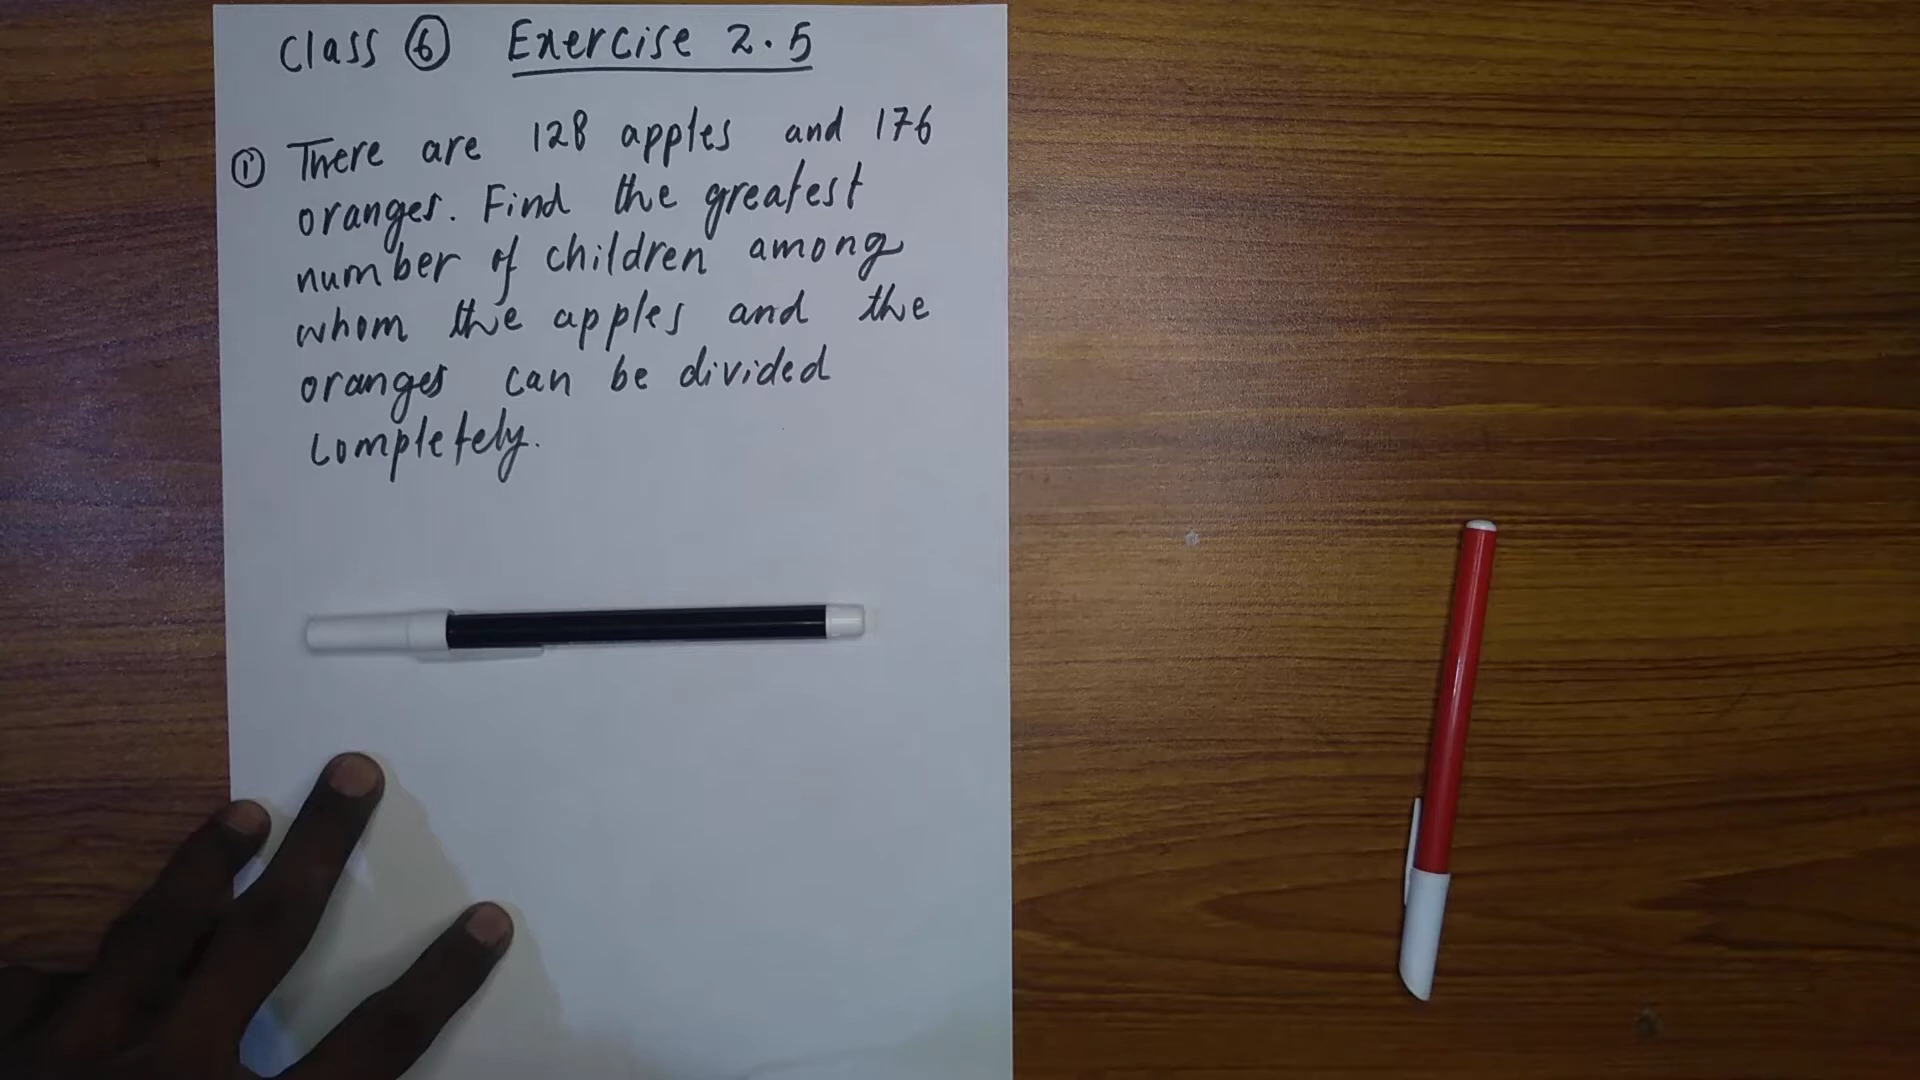 Class 6 Exercise 2.5
1 There are 128 apples and 176
oranges. Find the greatest
number of children among
whom the apples and the
oranges can be divided
completely.